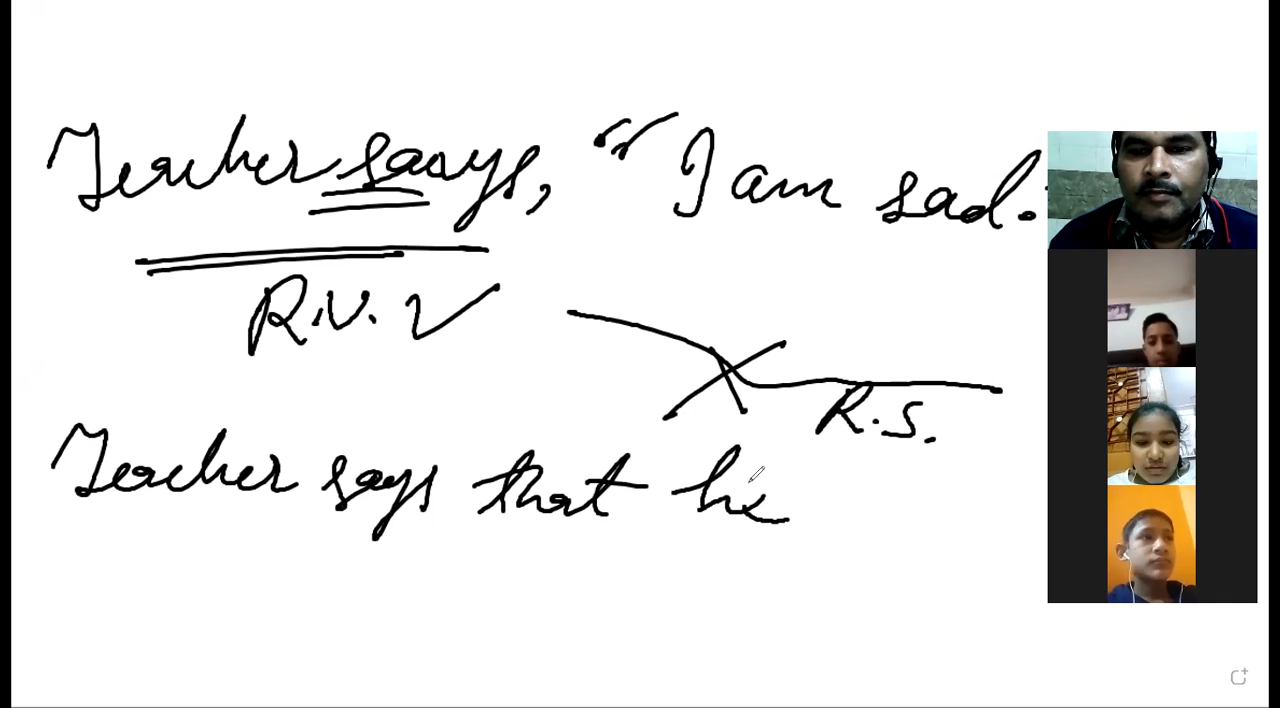 Teacher says, “I am sad.
R.V.
R.S.
Teacher says that he